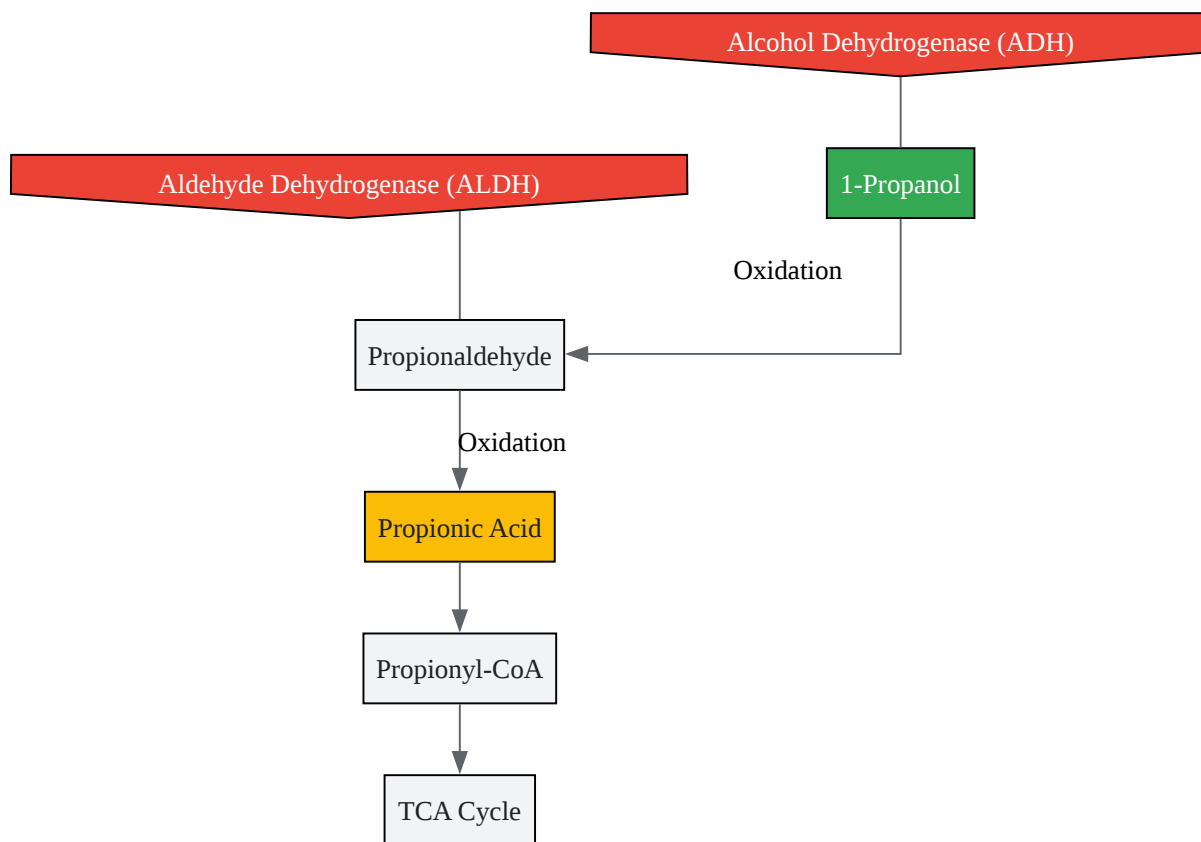 Alcohol Dehydrogenase (ADH)
Aldehyde Dehydrogenase (ALDH)
1-Propanol
Oxidation
Propionaldehyde
Oxidation
Propionic Acid
Propionyl-CoA
TCA Cycle